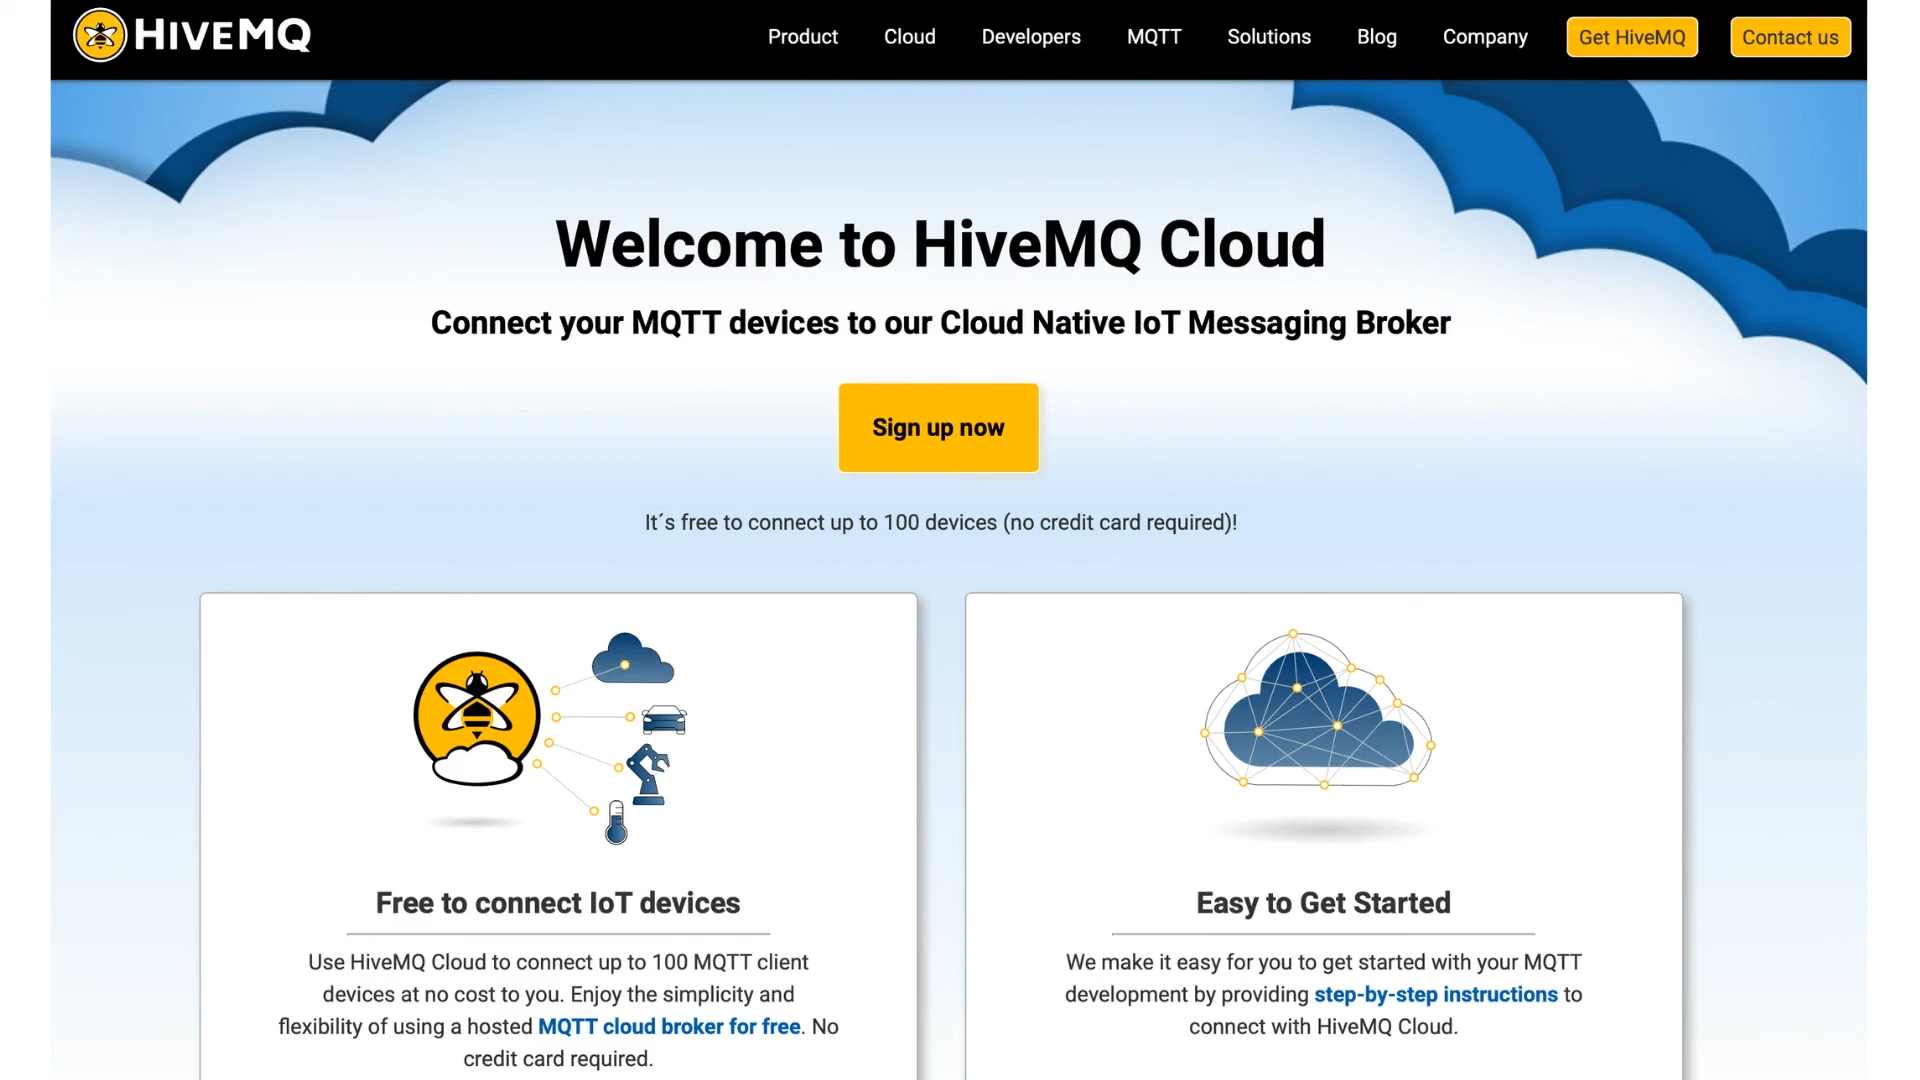 HIVEMQ
Product
Cloud
Developers
MQTT
Solutions
Blog
Company
Get HiveMQ
Contact us
Welcome to HiveMQ Cloud
Connect your MQTT devices to our Cloud Native IoT Messaging Broker
Sign up now
It´s free to connect up to 100 devices (no credit card required)!
Free to connect IoT devices
Use HiveMQ Cloud to connect up to 100 MQTT client
devices at no cost to you. Enjoy the simplicity and
flexibility of using a hosted MQTT cloud broker for free. No
credit card required.
Easy to Get Started
We make it easy for you to get started with your MQTT
development by providing step-by-step instructions to
connect with HiveMQ Cloud.